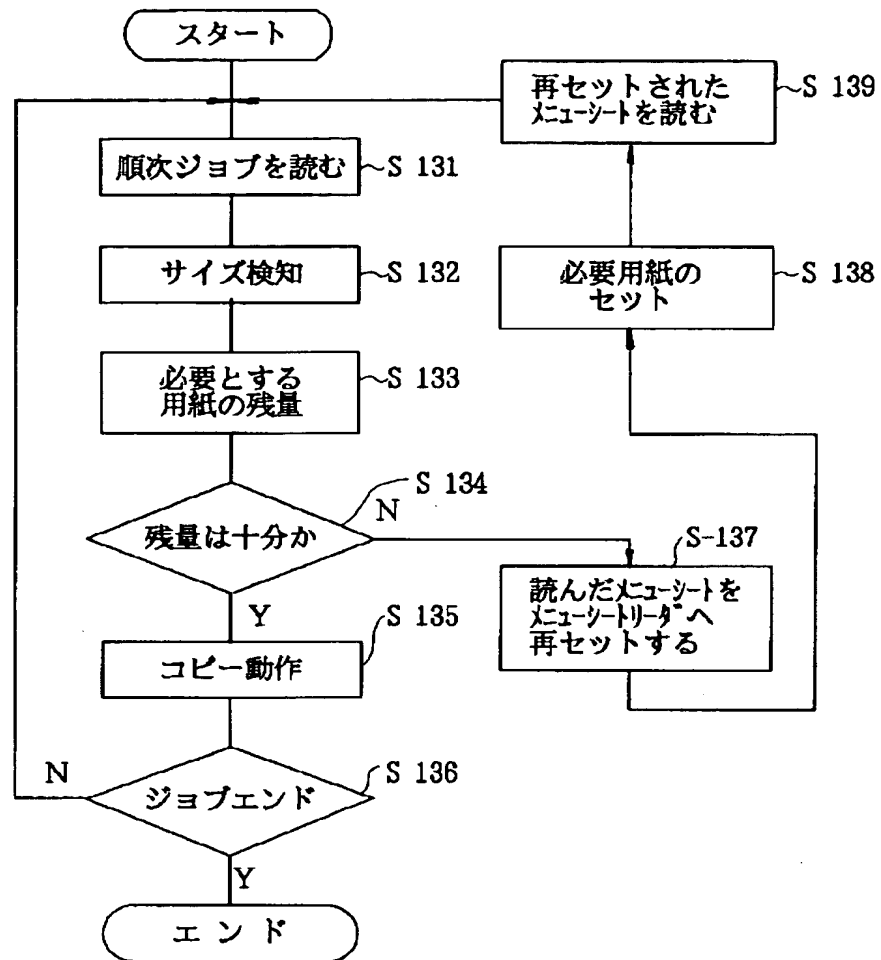 スタート
順次ジョブを読む
S 131
サイズ検知
S 132
必要とする
用紙の残量
S 133
残量は十分か
S 134
N
Y
コピー動作
S 135
ジョブエンド
S 136
N
Y
エンド
S-137
読んだメニューシートを
メニューシートリーダへ
再セットする
必要用紙の
セット
S 138
再セットされた
メニューシートを読む
S 139